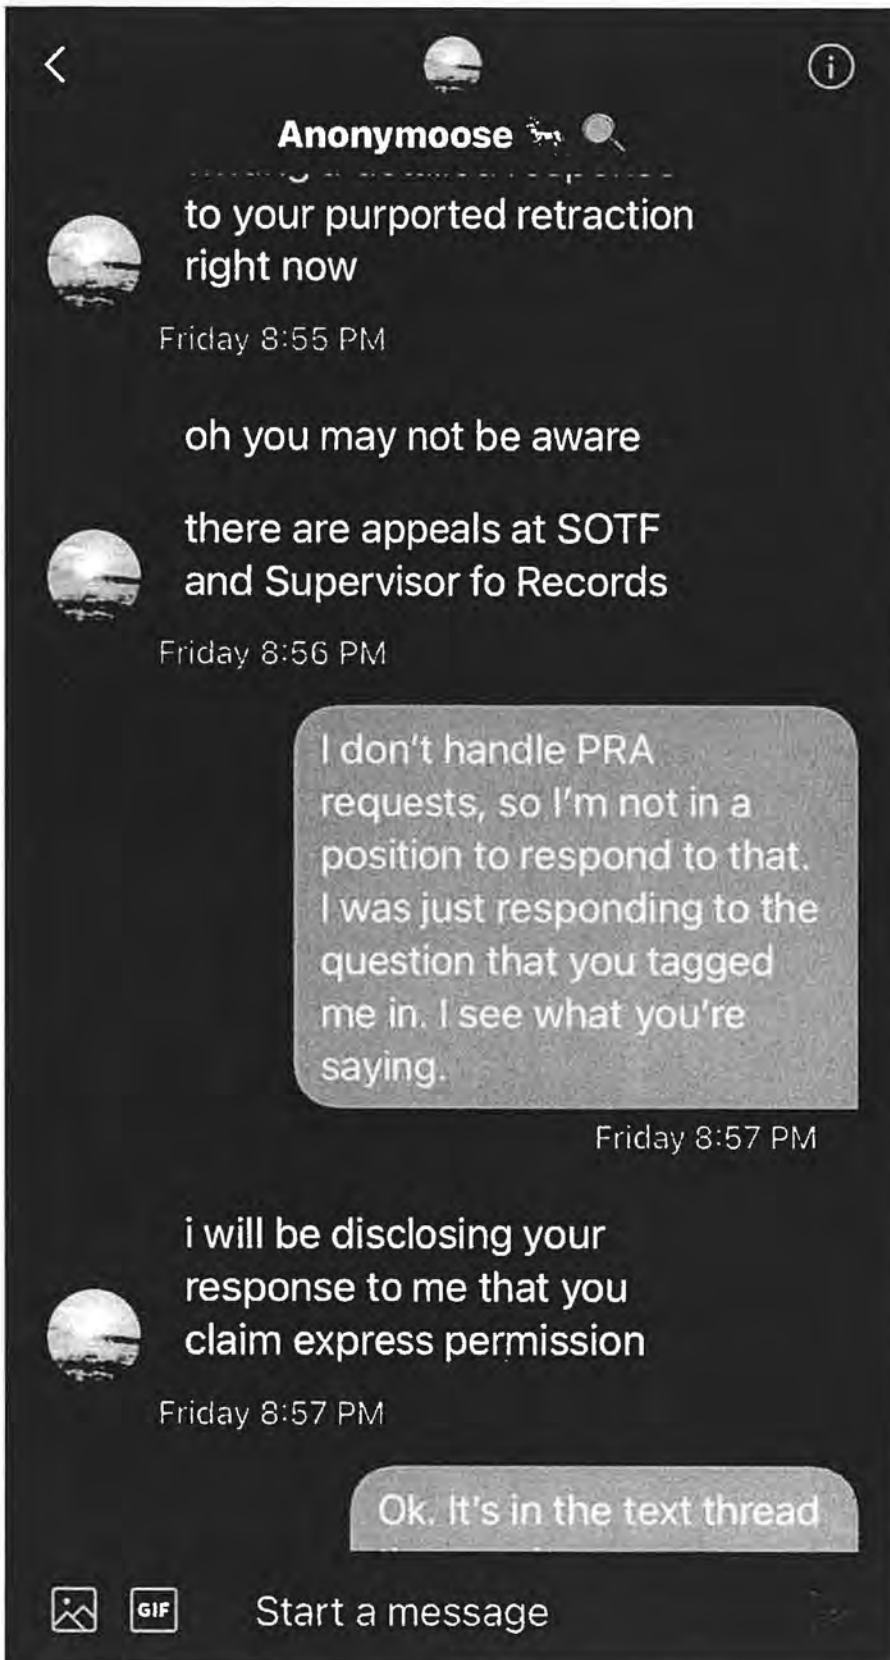 Anonymoose
to your purported retraction
right now
Friday 8:55 PM
oh you may not be aware
there are appeals at SOTF
and Supervisor fo Records
Friday 8:56 PM
I don't handle PRA
requests, so I'm not in a
position to respond to that.
I was just responding to the
question that you tagged
me in. I see what you're
saying.
Friday 8:57 PM
i will be disclosing your
response to me that you
claim express permission
Friday 8:57 PM
Ok. It's in the text thread
GIF
Start a message